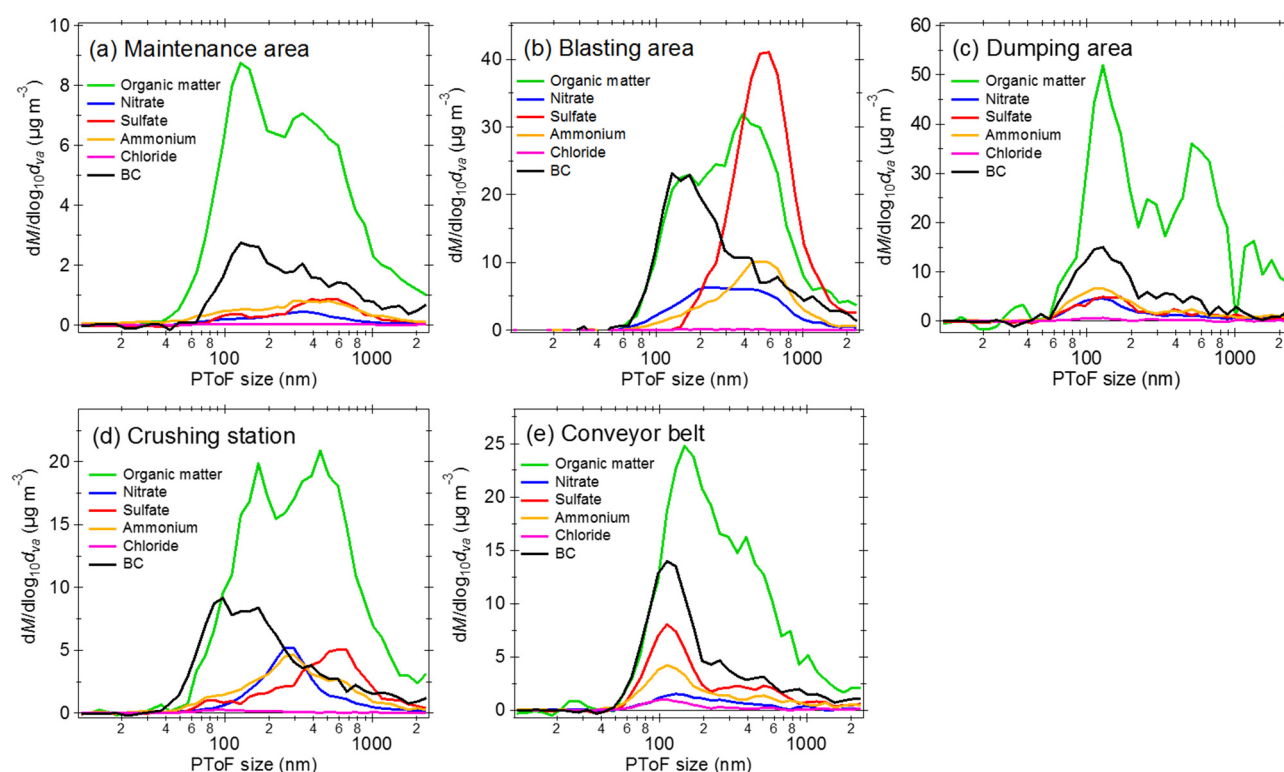 (a) Maintenance area
Organic matter
Nitrate
Sulfate
Ammonium
Chloride
BC
10
8
6
4
2
0
dM/dlog₁₀dva (µg m⁻³)
2 4 6 8 100 2 4 6 8 1000 2
PToF size (nm)
(b) Blasting area
Organic matter
Nitrate
Sulfate
Ammonium
Chloride
BC
40
30
20
10
0
dM/dlog₁₀dva (µg m⁻³)
2 4 6 8 100 2 4 6 8 1000 2
PToF size (nm)
(c) Dumping area
Organic matter
Nitrate
Sulfate
Ammonium
Chloride
BC
60
50
40
30
20
10
0
dM/dlog₁₀dva (µg m⁻³)
2 4 6 8 100 2 4 6 8 1000 2
PToF size (nm)
(d) Crushing station
Organic matter
Nitrate
Sulfate
Ammonium
Chloride
BC
20
15
10
5
0
dM/dlog₁₀dva (µg m⁻³)
2 4 6 8 100 2 4 6 8 1000 2
PToF size (nm)
(e) Conveyor belt
Organic matter
Nitrate
Sulfate
Ammonium
Chloride
BC
25
20
15
10
5
0
dM/dlog₁₀dva (µg m⁻³)
2 4 6 8 100 2 4 6 8 1000 2
PToF size (nm)